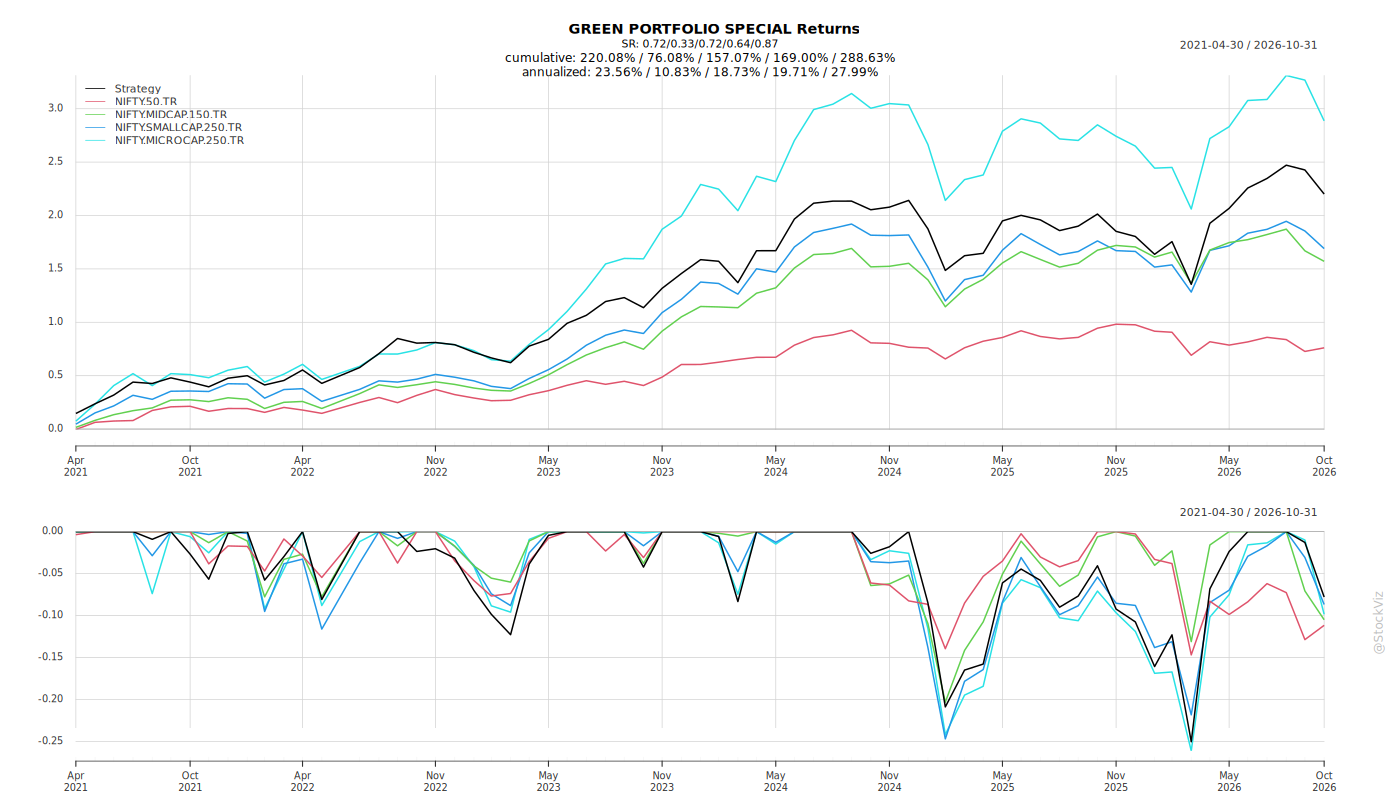 GREEN PORTFOLIO SPECIAL Returns
SR: 0.72/0.33/0.72/0.64/0.87
cumulative: 220.08% / 76.08% / 157.07% / 169.00% / 288.63%
annualized: 23.56% / 10.83% / 18.73% / 19.71% / 27.99%
2021-04-30 / 2026-10-31
Strategy
NIFTY.50.TR
NIFTY.MIDCAP.150.TR
NIFTY.SMALLCAP.250.TR
NIFTY.MICROCAP.250.TR
3.0
2.5
2.0
1.5
1.0
0.5
0.0
Apr Oct Apr Nov May Nov May Nov May Nov May Oct
2021 2021 2022 2022 2023 2023 2024 2024 2025 2025 2026 2026
2021-04-30 / 2026-10-31
0.00
-0.05
-0.10
-0.15
-0.20
-0.25
Apr Oct Apr Nov May Nov May Nov May Nov May Oct
2021 2021 2022 2022 2023 2023 2024 2024 2025 2025 2026 2026
@StockViz